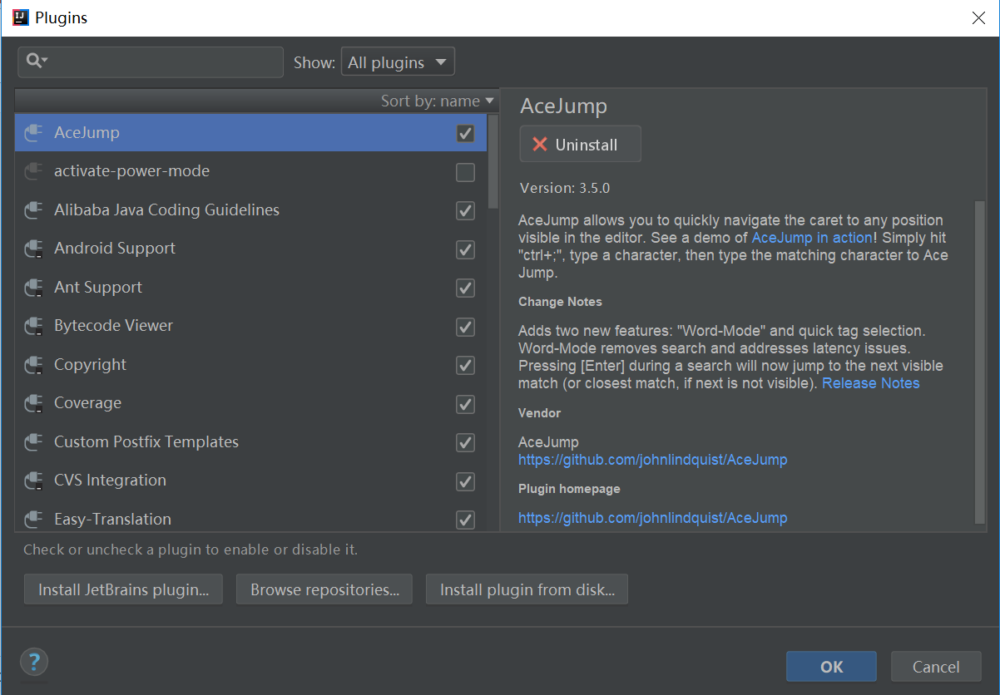 Plugins
Show: All plugins
Sort by: name
AceJump
activate-power-mode
Alibaba Java Coding Guidelines
Android Support
Ant Support
Bytecode Viewer
Copyright
Coverage
Custom Postfix Templates
CVS Integration
Easy-Translation
AceJump
Uninstall
Version: 3.5.0
AceJump allows you to quickly navigate the caret to any position
visible in the editor. See a demo of AceJump in action! Simply hit
"ctrl+;", type a character, then type the matching character to Ace
Jump.
Change Notes
Adds two new features: "Word-Mode" and quick tag selection.
Word-Mode removes search and addresses latency issues.
Pressing [Enter] during a search will now jump to the next visible
match (or closest match, if next is not visible). Release Notes
Vendor
AceJump
https://github.com/johnlindquist/AceJump
Plugin homepage
https://github.com/johnlindquist/AceJump
Check or uncheck a plugin to enable or disable it.
Install JetBrains plugin... Browse repositories... Install plugin from disk...
? OK Cancel